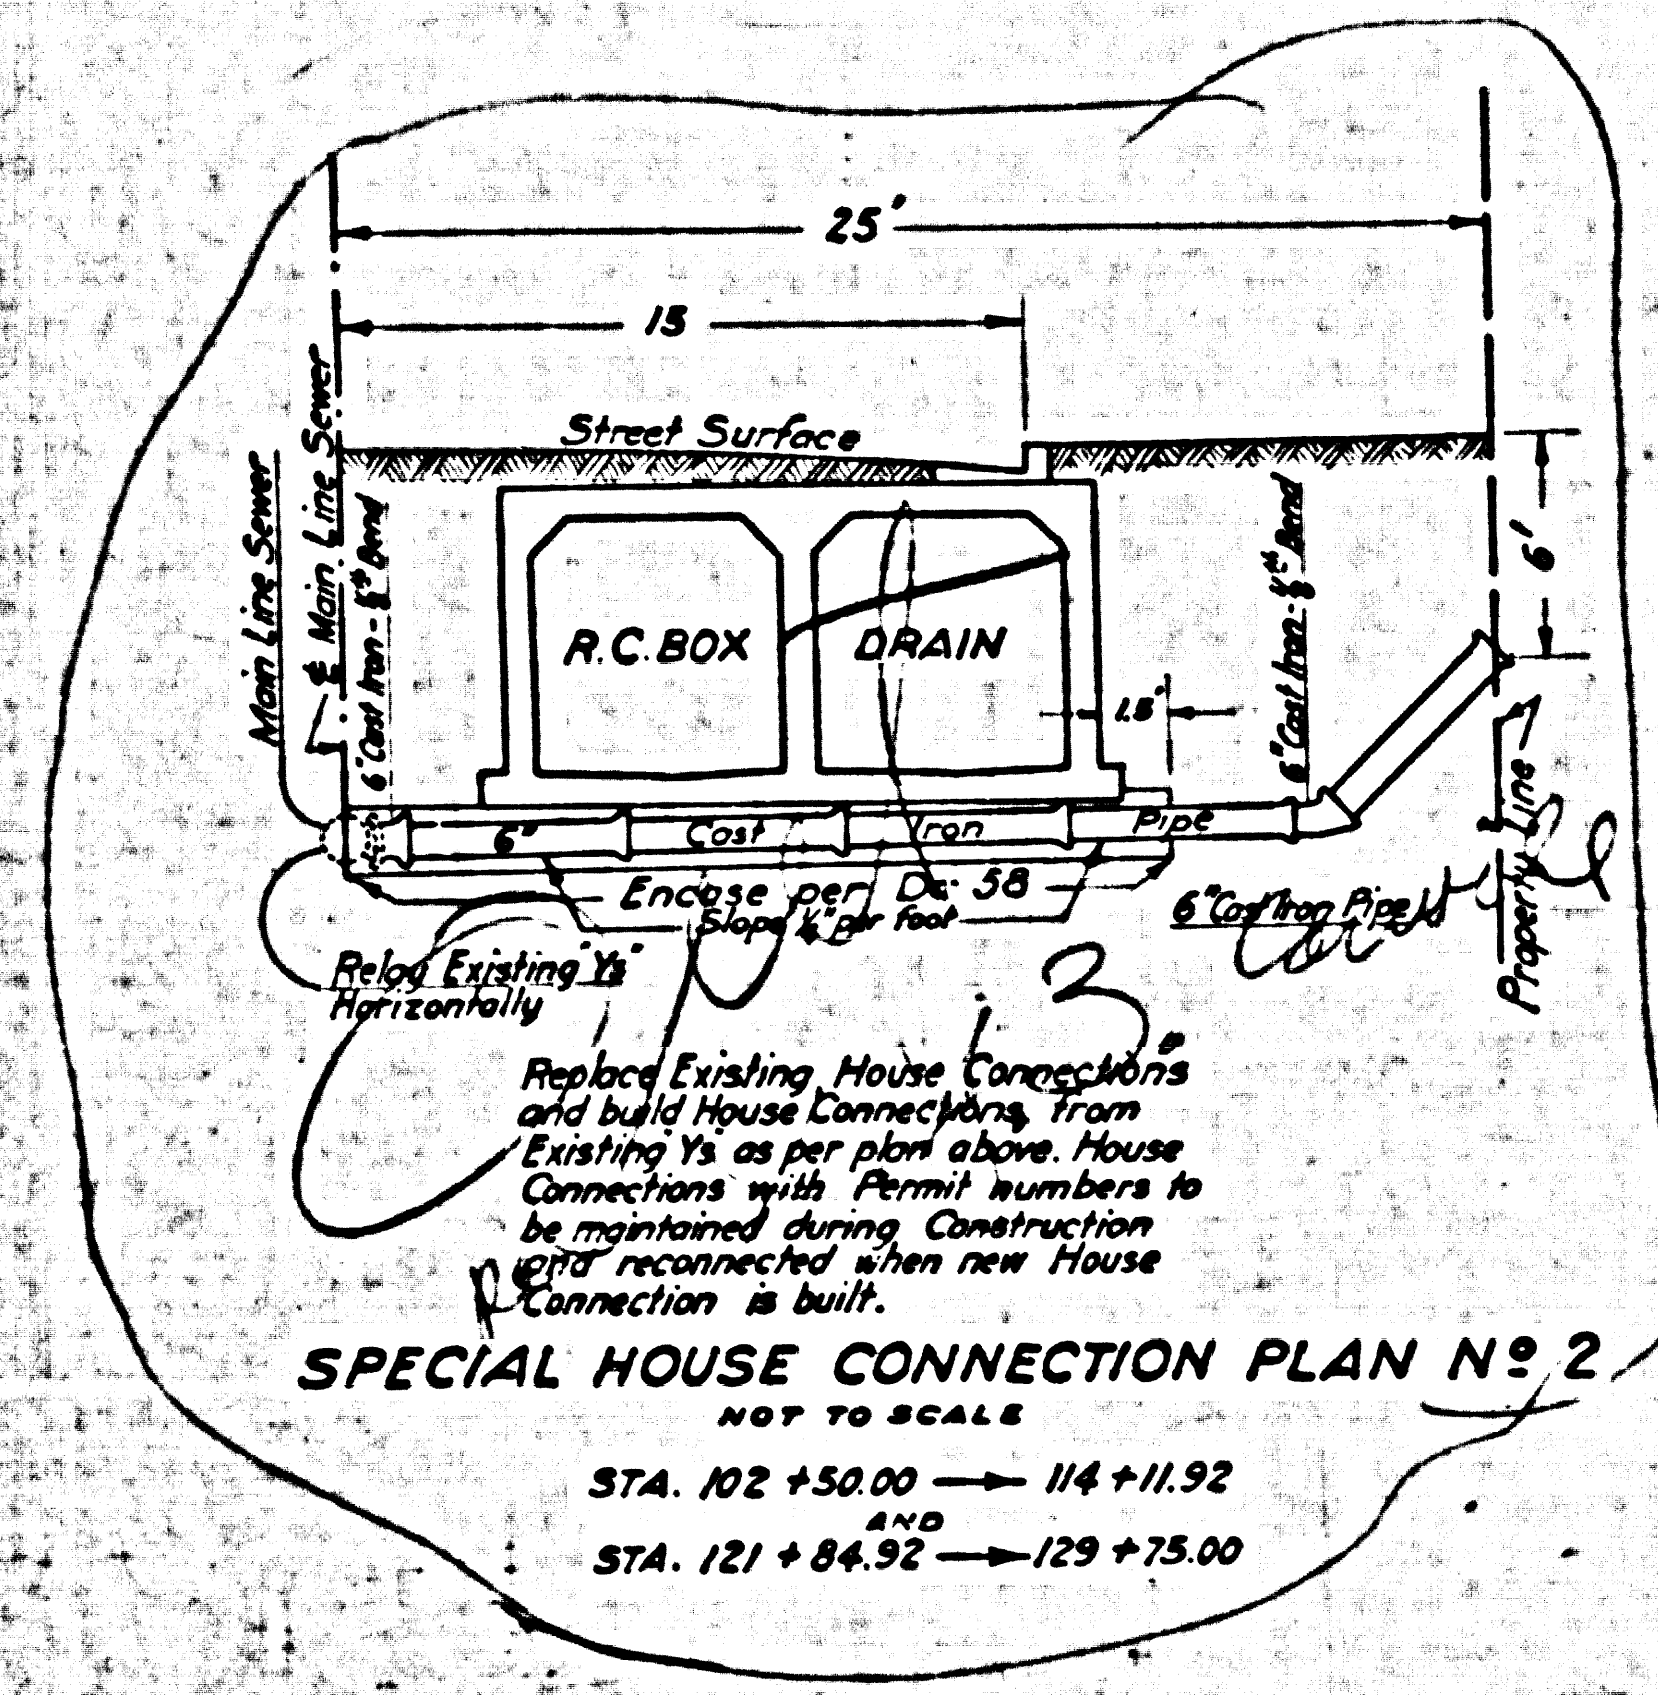 25'
15
Street Surface
Main Line Sewer
℄ Main Line Sewer
6" Cast Iron - ⅛th Bend
R.C. BOX
DRAIN
1.5'
6" Cast Iron - ⅛th Bend
6'
6" Cast Iron Pipe
Encase per D- 58
Slope ¼" per foot
6" Cast Iron Pipe
Property Line
Relay Existing "Ys"
Horizontally
Replace Existing House Connections
and build House Connections from
Existing "Ys" as per plan above. House
Connections with Permit numbers to
be maintained during Construction
and reconnected when new House
Connection is built.
SPECIAL HOUSE CONNECTION PLAN Nº 2
NOT TO SCALE
STA. 102 +50.00 → 114 +11.92
AND
STA. 121 + 84.92 → 129 +75.00